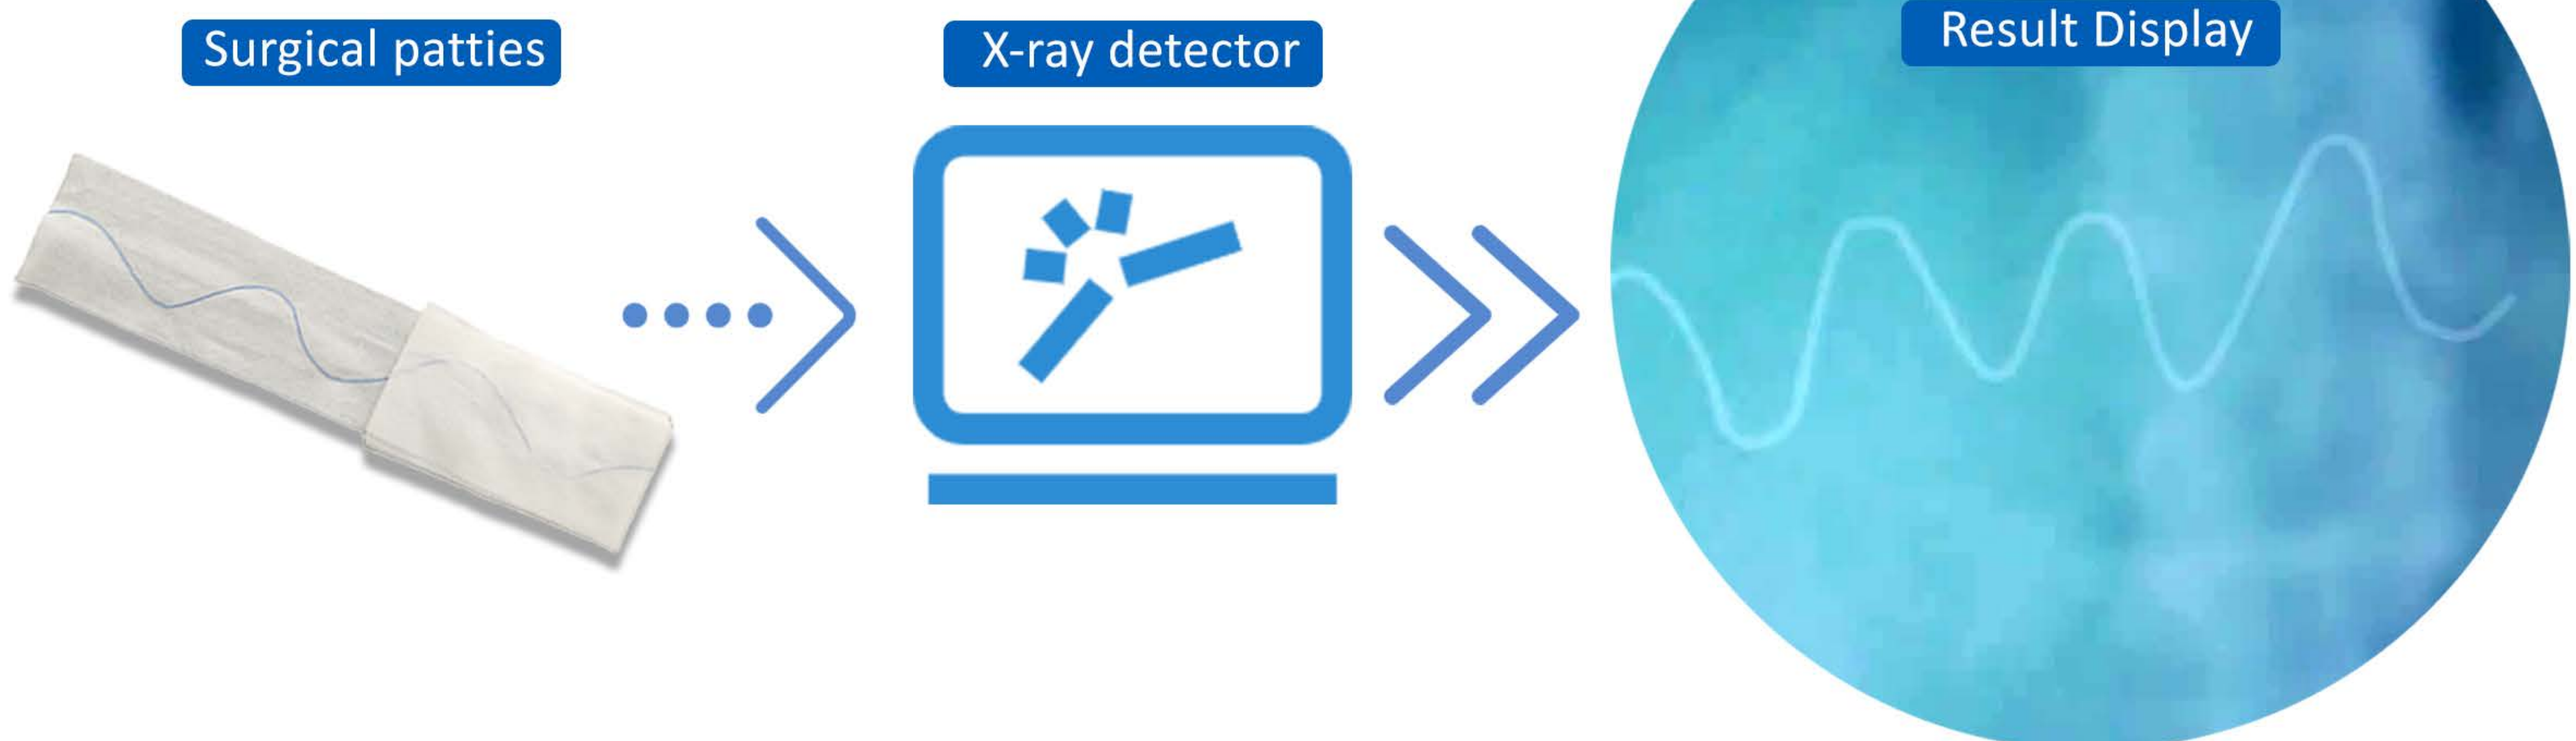 Surgical patties
X-ray detector
Result Display